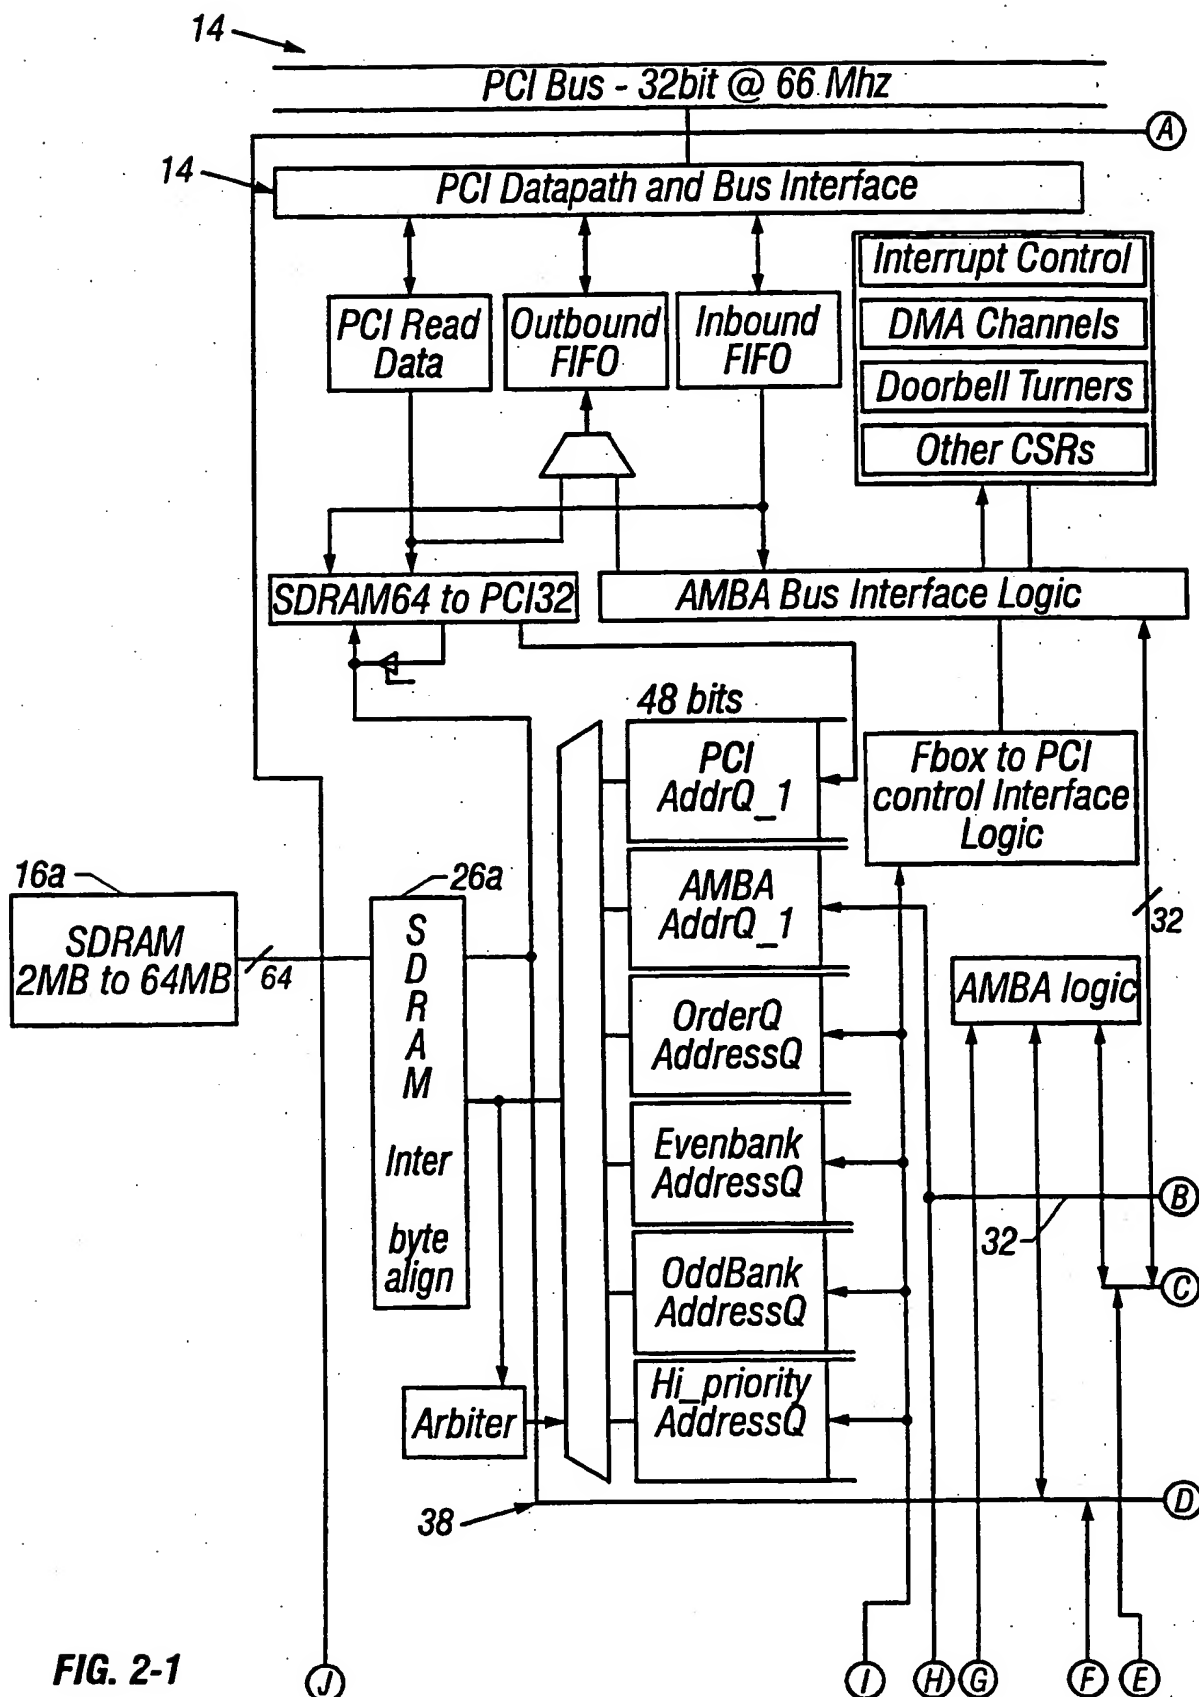 14
PCI Bus - 32bit @ 66 Mhz
A
14
PCI Datapath and Bus Interface
Interrupt Control
DMA Channels
Doorbell Turners
Other CSRs
PCI Read
Data
Outbound
FIFO
Inbound
FIFO
SDRAM64 to PCI32
AMBA Bus Interface Logic
48 bits
PCI
AddrQ_1
Fbox to PCI
control Interface
Logic
16a
SDRAM
2MB to 64MB
64
26a
S
D
R
A
M
Inter
byte
align
AMBA
AddrQ_1
32
AMBA logic
OrderQ
AddressQ
Evenbank
AddressQ
B
32
OddBank
AddressQ
C
Hi_priority
AddressQ
Arbiter
38
D
FIG. 2-1
J
I
H
G
F
E